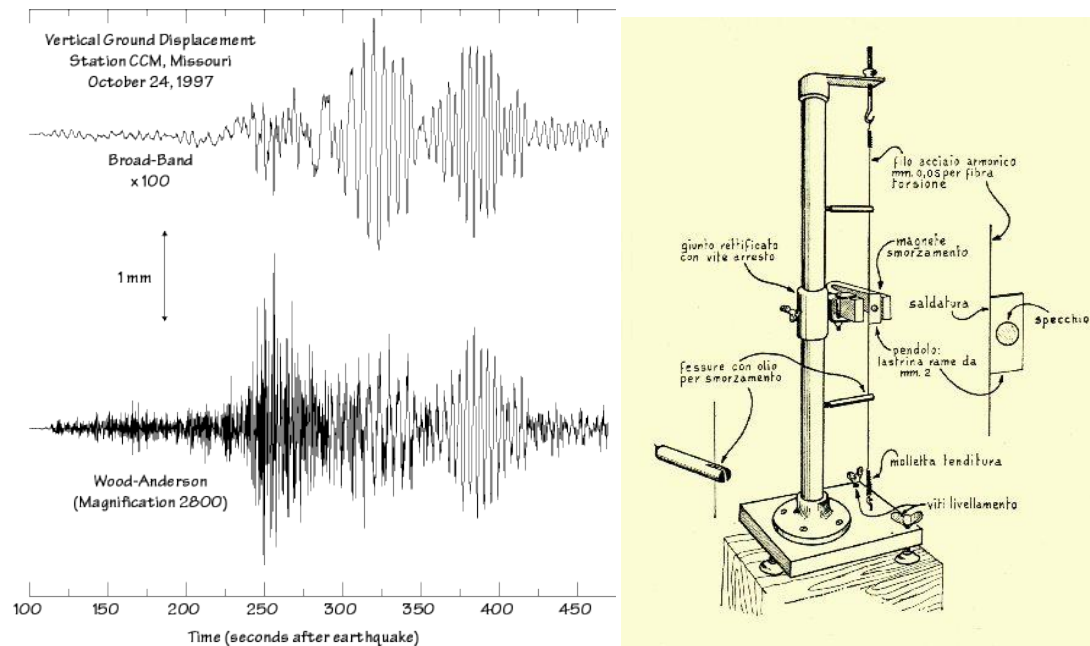 Vertical Ground Displacement
Station CCM, Missouri
October 24, 1997
Broad-Band
x 100
1 mm
Wood-Anderson
(Magnification 2800)
100 150 200 250 300 350 400 450
Time (seconds after earthquake)
filo acciaio armonico
mm. 0,05 per fibra
torsione
giunto rettificato
con vite arresto
magnete
smorzamento
saldatura
specchio
pendolo:
lastrina rame da
mm. 2
fessure con olio
per smorzamento
molletta tenditura
viti livellamento